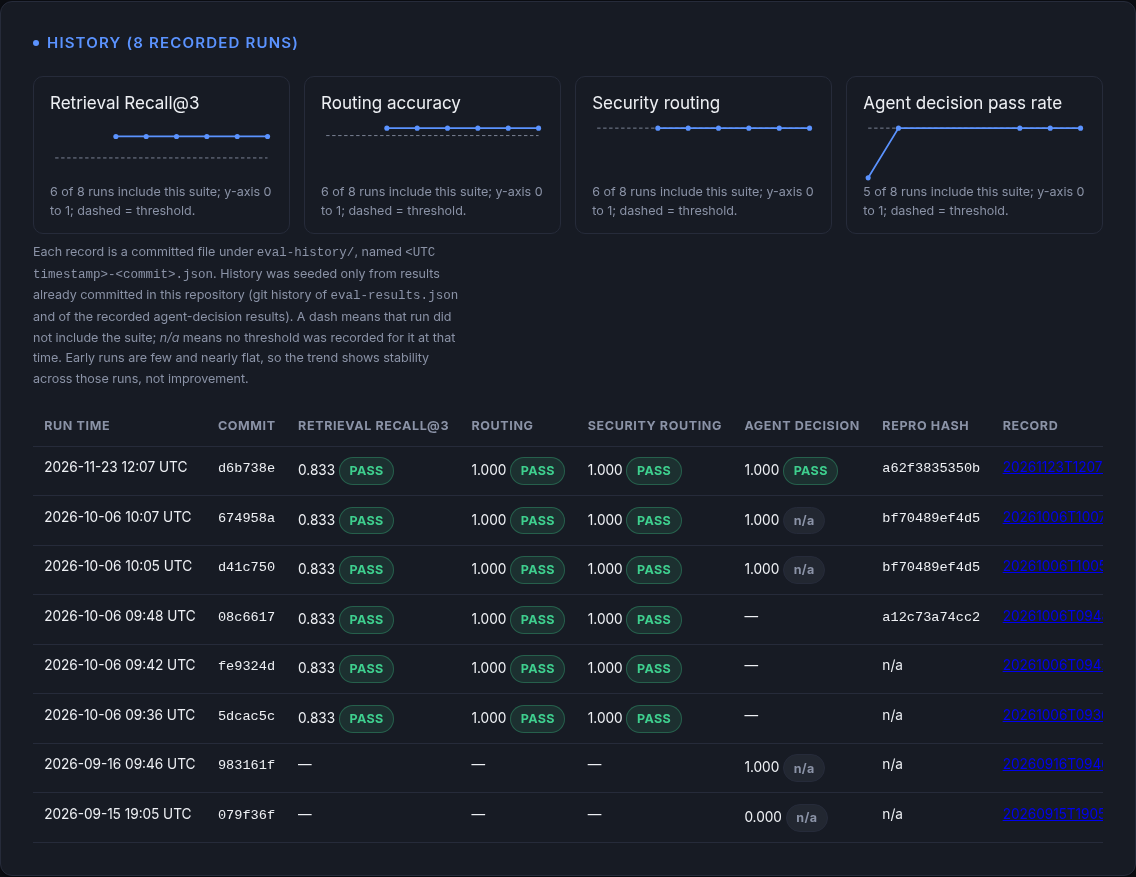 HISTORY (8 RECORDED RUNS)
Retrieval Recall@3
6 of 8 runs include this suite; y-axis 0
to 1; dashed = threshold.
Routing accuracy
6 of 8 runs include this suite; y-axis 0
to 1; dashed = threshold.
Security routing
6 of 8 runs include this suite; y-axis 0
to 1; dashed = threshold.
Agent decision pass rate
5 of 8 runs include this suite; y-axis 0
to 1; dashed = threshold.
Each record is a committed file under eval-history/, named <UTC
timestamp>-<commit>.json. History was seeded only from results
already committed in this repository (git history of eval-results.json
and of the recorded agent-decision results). A dash means that run did
not include the suite; n/a means no threshold was recorded for it at that
time. Early runs are few and nearly flat, so the trend shows stability
across those runs, not improvement.
RUN TIME COMMIT RETRIEVAL RECALL@3 ROUTING SECURITY ROUTING AGENT DECISION REPRO HASH RECORD
2026-11-23 12:07 UTC d6b738e 0.833 PASS 1.000 PASS 1.000 PASS 1.000 PASS a62f3835350b
2026-10-06 10:07 UTC 674958a 0.833 PASS 1.000 PASS 1.000 PASS 1.000 n/a bf70489ef4d5
2026-10-06 10:05 UTC d41c750 0.833 PASS 1.000 PASS 1.000 PASS 1.000 n/a bf70489ef4d5
2026-10-06 09:48 UTC 08c6617 0.833 PASS 1.000 PASS 1.000 PASS — a12c73a74cc2
2026-10-06 09:42 UTC fe9324d 0.833 PASS 1.000 PASS 1.000 PASS — n/a
2026-10-06 09:36 UTC 5dcac5c 0.833 PASS 1.000 PASS 1.000 PASS — n/a
2026-09-16 09:46 UTC 983161f — — — 1.000 n/a n/a
2026-09-15 19:05 UTC 079f36f — — — 0.000 n/a n/a